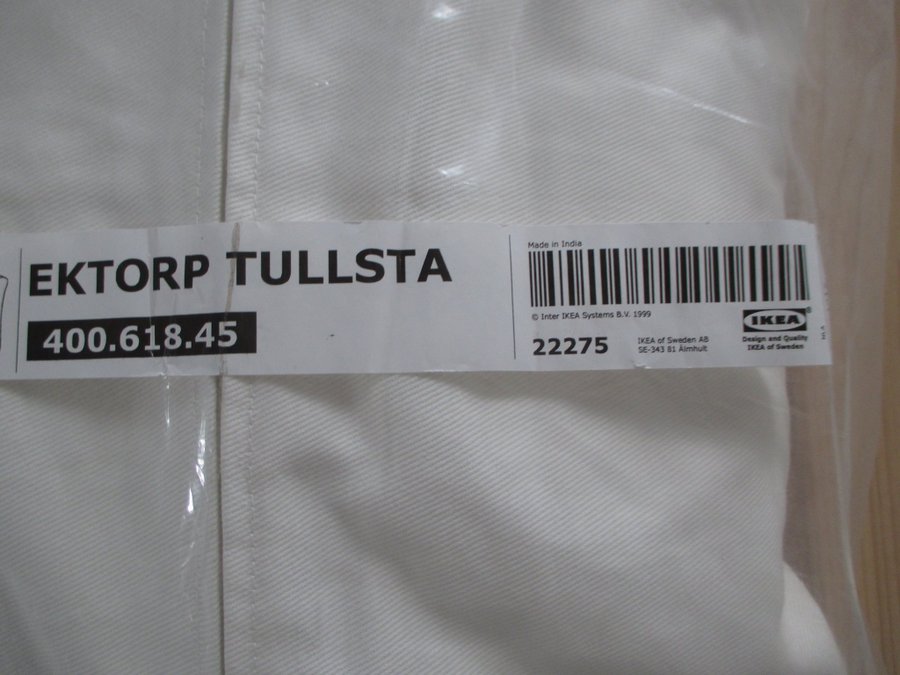 EKTORP TULLSTA
400.618.45
Made in India
© Inter IKEA Systems B.V. 1999
22275
IKEA of Sweden AB
SE-343 81 Älmhult
IKEA®
Design and Quality
IKEA of Sweden